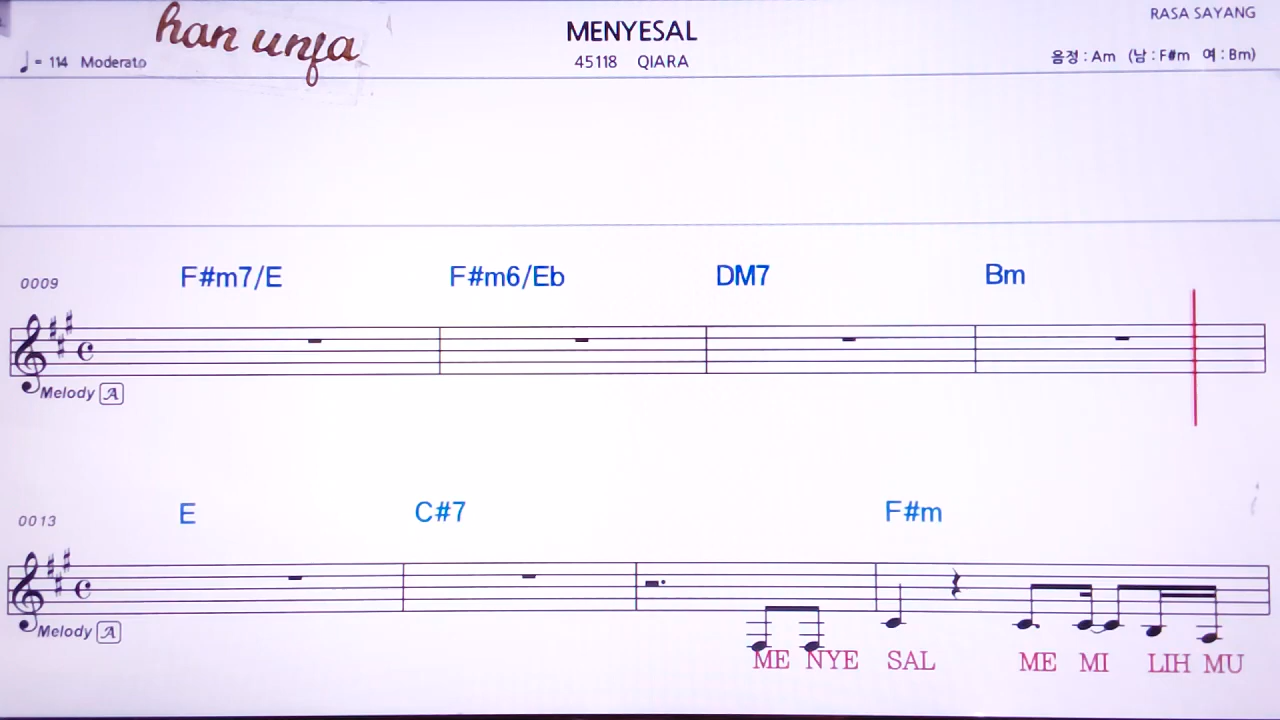 RASA SAYANG
han unfa
MENYESAL
♩= 114 Moderato
45118 QIARA
음정 : Am (남 : F#m 여 : Bm)
0009
F#m7/E F#m6/Eb DM7 Bm
Melody A
0013
E C#7 F#m
Melody A
ME NYE SAL ME MI LIH MU